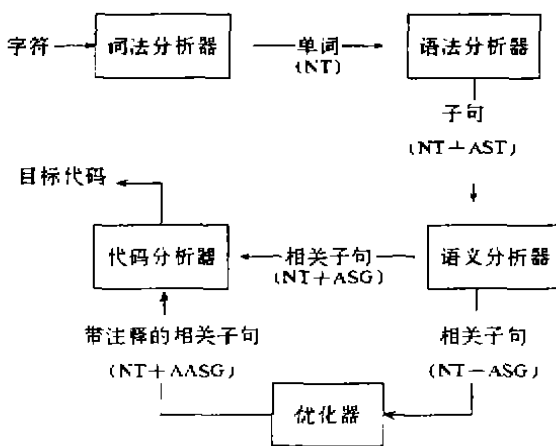 字符
词法分析器
单词
(NT)
语法分析器
子句
(NT+AST)
目标代码
代码分析器
相关子句
(NT+ASG)
语义分析器
带注释的相关子句
(NT+AASG)
相关子句
(NT-ASG)
优化器